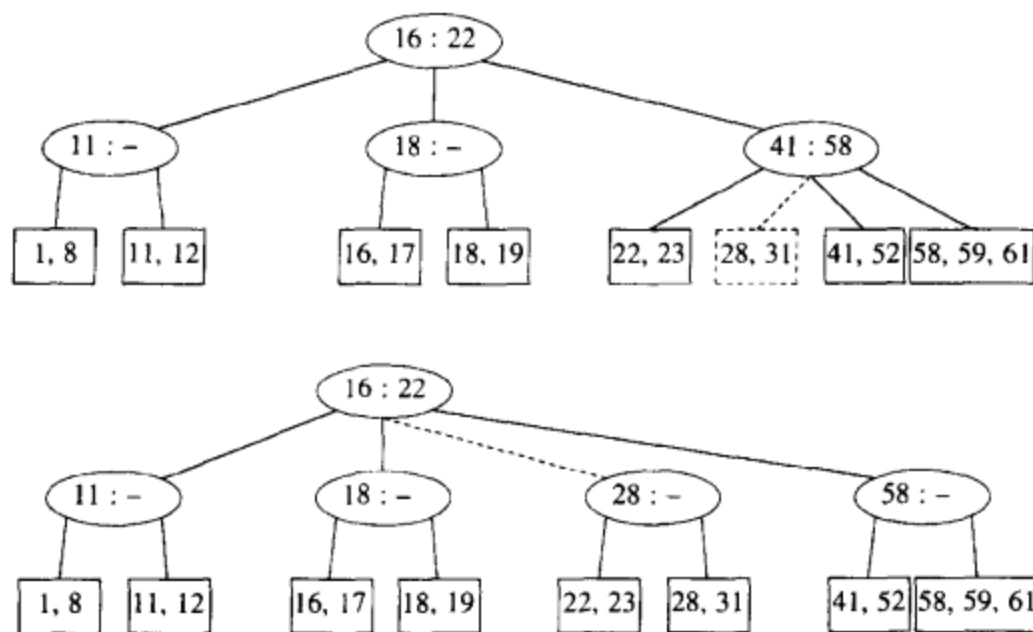 16 : 22
11 : – 18 : – 41 : 58
1, 8 11, 12 16, 17 18, 19 22, 23 28, 31 41, 52 58, 59, 61
16 : 22
11 : – 18 : – 28 : – 58 : –
1, 8 11, 12 16, 17 18, 19 22, 23 28, 31 41, 52 58, 59, 61